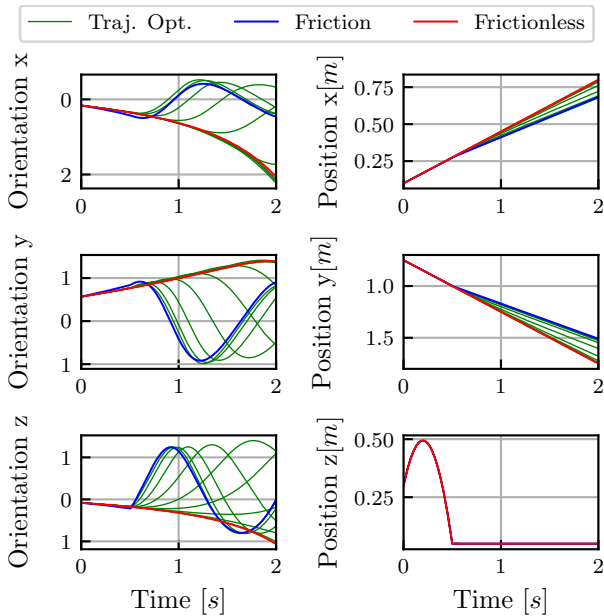 Traj. Opt. Friction Frictionless
Orientation x
0
2
0 1 2
Position x[m]
0.75
0.50
0.25
0 1 2
Orientation y
1
0
1
0 1 2
Position y[m]
1.0
1.5
0 1 2
Orientation z
1
0
1
0 1 2
Time [s]
Position z[m]
0.50
0.25
0 1 2
Time [s]